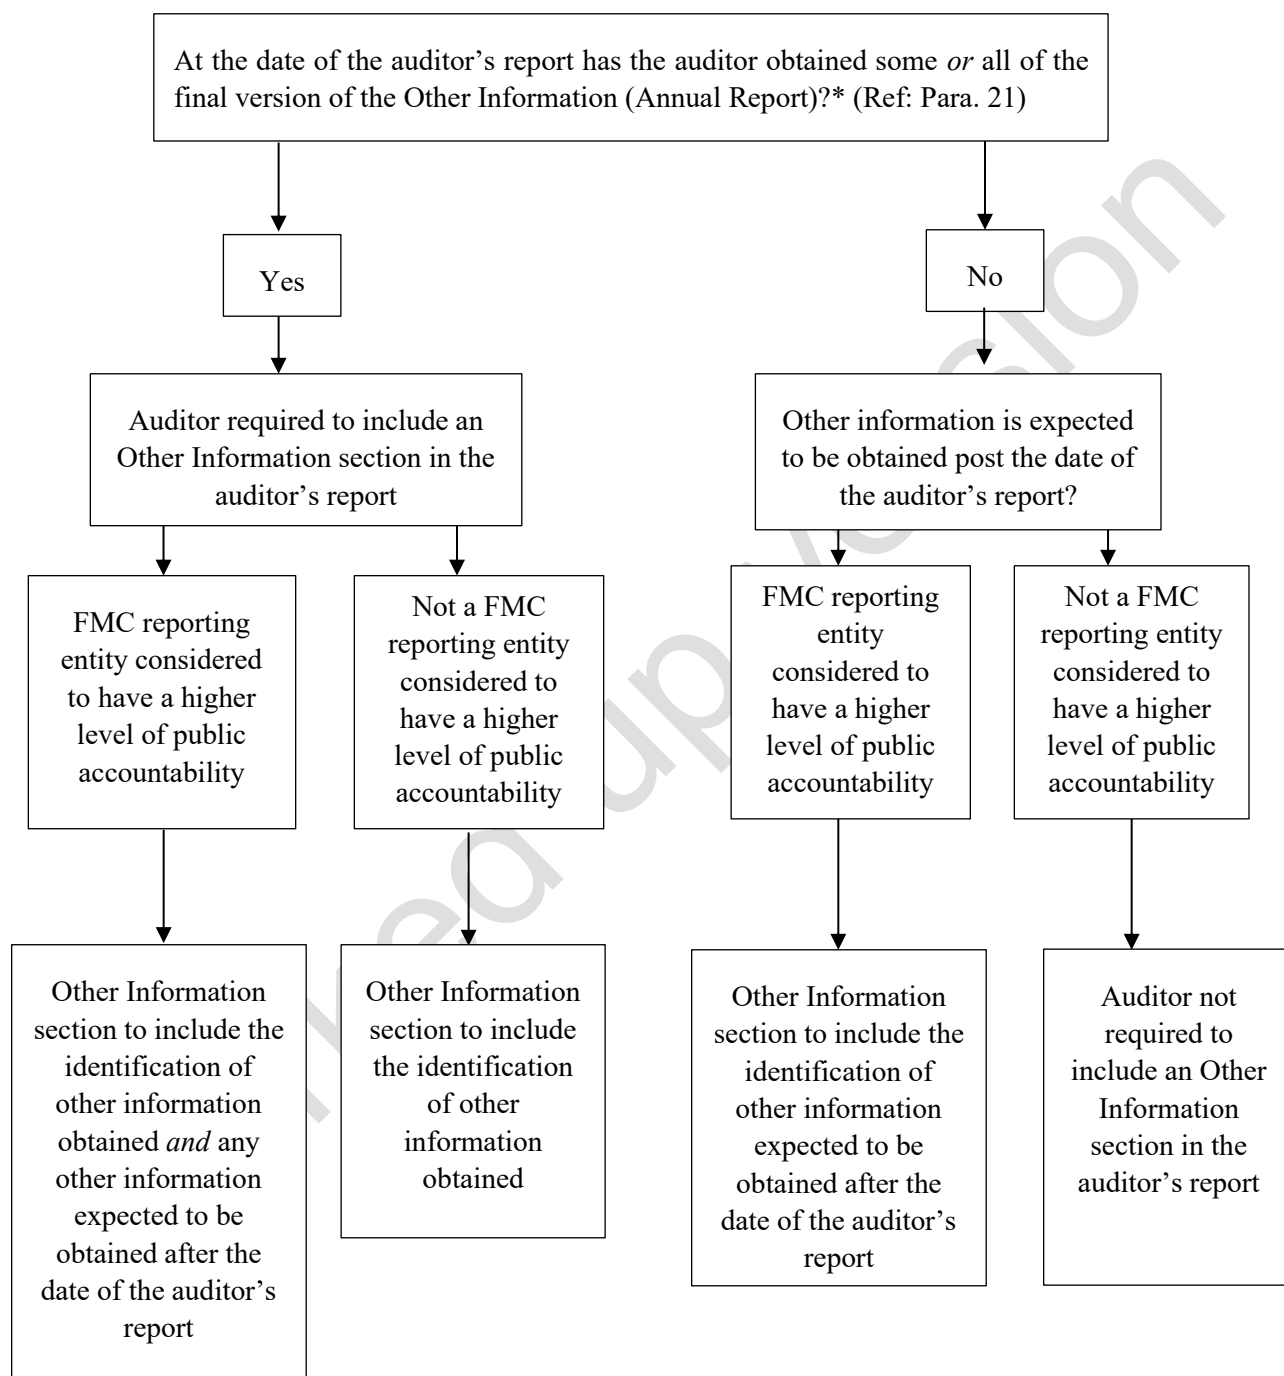 At the date of the auditor’s report has the auditor obtained some or all of the
final version of the Other Information (Annual Report)?* (Ref: Para. 21)
Yes
No
Auditor required to include an
Other Information section in the
auditor’s report
Other information is expected
to be obtained post the date of
the auditor’s report?
FMC reporting
entity considered
to have a higher
level of public
accountability
Not a FMC
reporting entity
considered to
have a higher
level of public
accountability
FMC reporting
entity
considered to
have a higher
level of public
accountability
Not a FMC
reporting entity
considered to
have a higher
level of public
accountability
Other Information
section to include the
identification of
other information
obtained and any
other information
expected to be
obtained after the
date of the auditor’s
report
Other Information
section to include
the identification
of other
information
obtained
Other Information
section to include the
identification of
other information
expected to be
obtained after the
date of the auditor’s
report
Auditor not
required to
include an Other
Information
section in the
auditor’s report